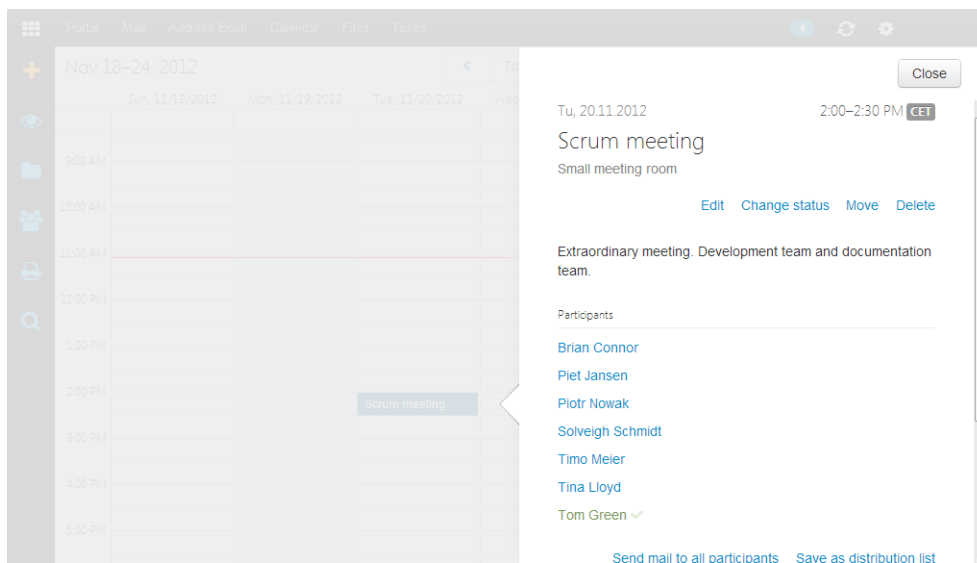 Portal Mail Address Book Calendar Files Tasks 4
Nov 18–24, 2012
To
Sun, 11/18/2012 Mon, 11/19/2012 Tue, 11/20/2012 Wed
9:00 AM
10:00 AM
11:00 AM
12:00 PM
1:00 PM
2:00 PM
Scrum meeting
3:00 PM
4:00 PM
5:00 PM
Close
Tu, 20.11.2012 2:00–2:30 PM CET
Scrum meeting
Small meeting room
Edit Change status Move Delete
Extraordinary meeting. Development team and documentation
team.
Participants
Brian Connor
Piet Jansen
Piotr Nowak
Solveigh Schmidt
Timo Meier
Tina Lloyd
Tom Green
Send mail to all participants Save as distribution list